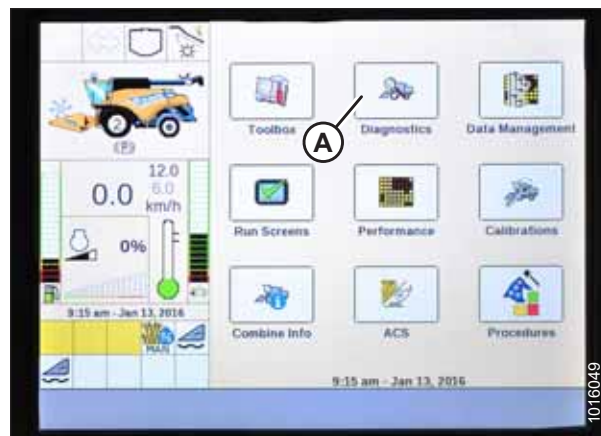 12.0
0.0
6.0
km/h
0%
9:15 am - Jan 13, 2016
MAN
2
(P)
Toolbox
Diagnostics
Data Management
A
Run Screens
Performance
Calibrations
Combine Info
ACS
Procedures
9:15 am - Jan 13, 2016
1016049